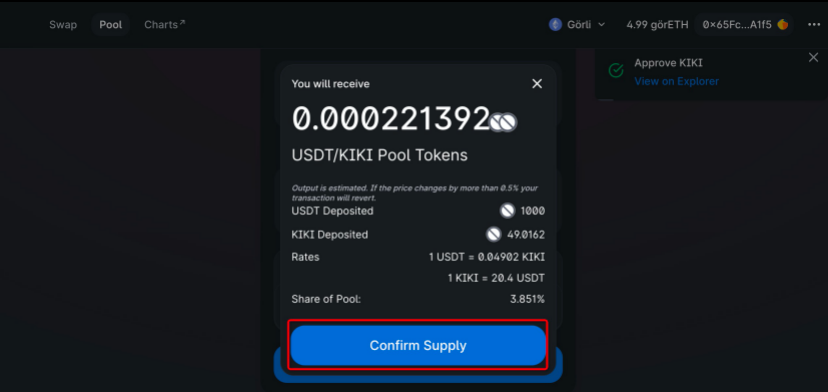 Swap Pool Charts↗ Görli 4.99 görETH 0×65Fc...A1f5
Approve KIKI
View on Explorer
You will receive
0.000221392
USDT/KIKI Pool Tokens
Output is estimated. If the price changes by more than 0.5% your
transaction will revert.
USDT Deposited 1000
KIKI Deposited 49.0162
Rates 1 USDT = 0.04902 KIKI
1 KIKI = 20.4 USDT
Share of Pool: 3.851%
Confirm Supply